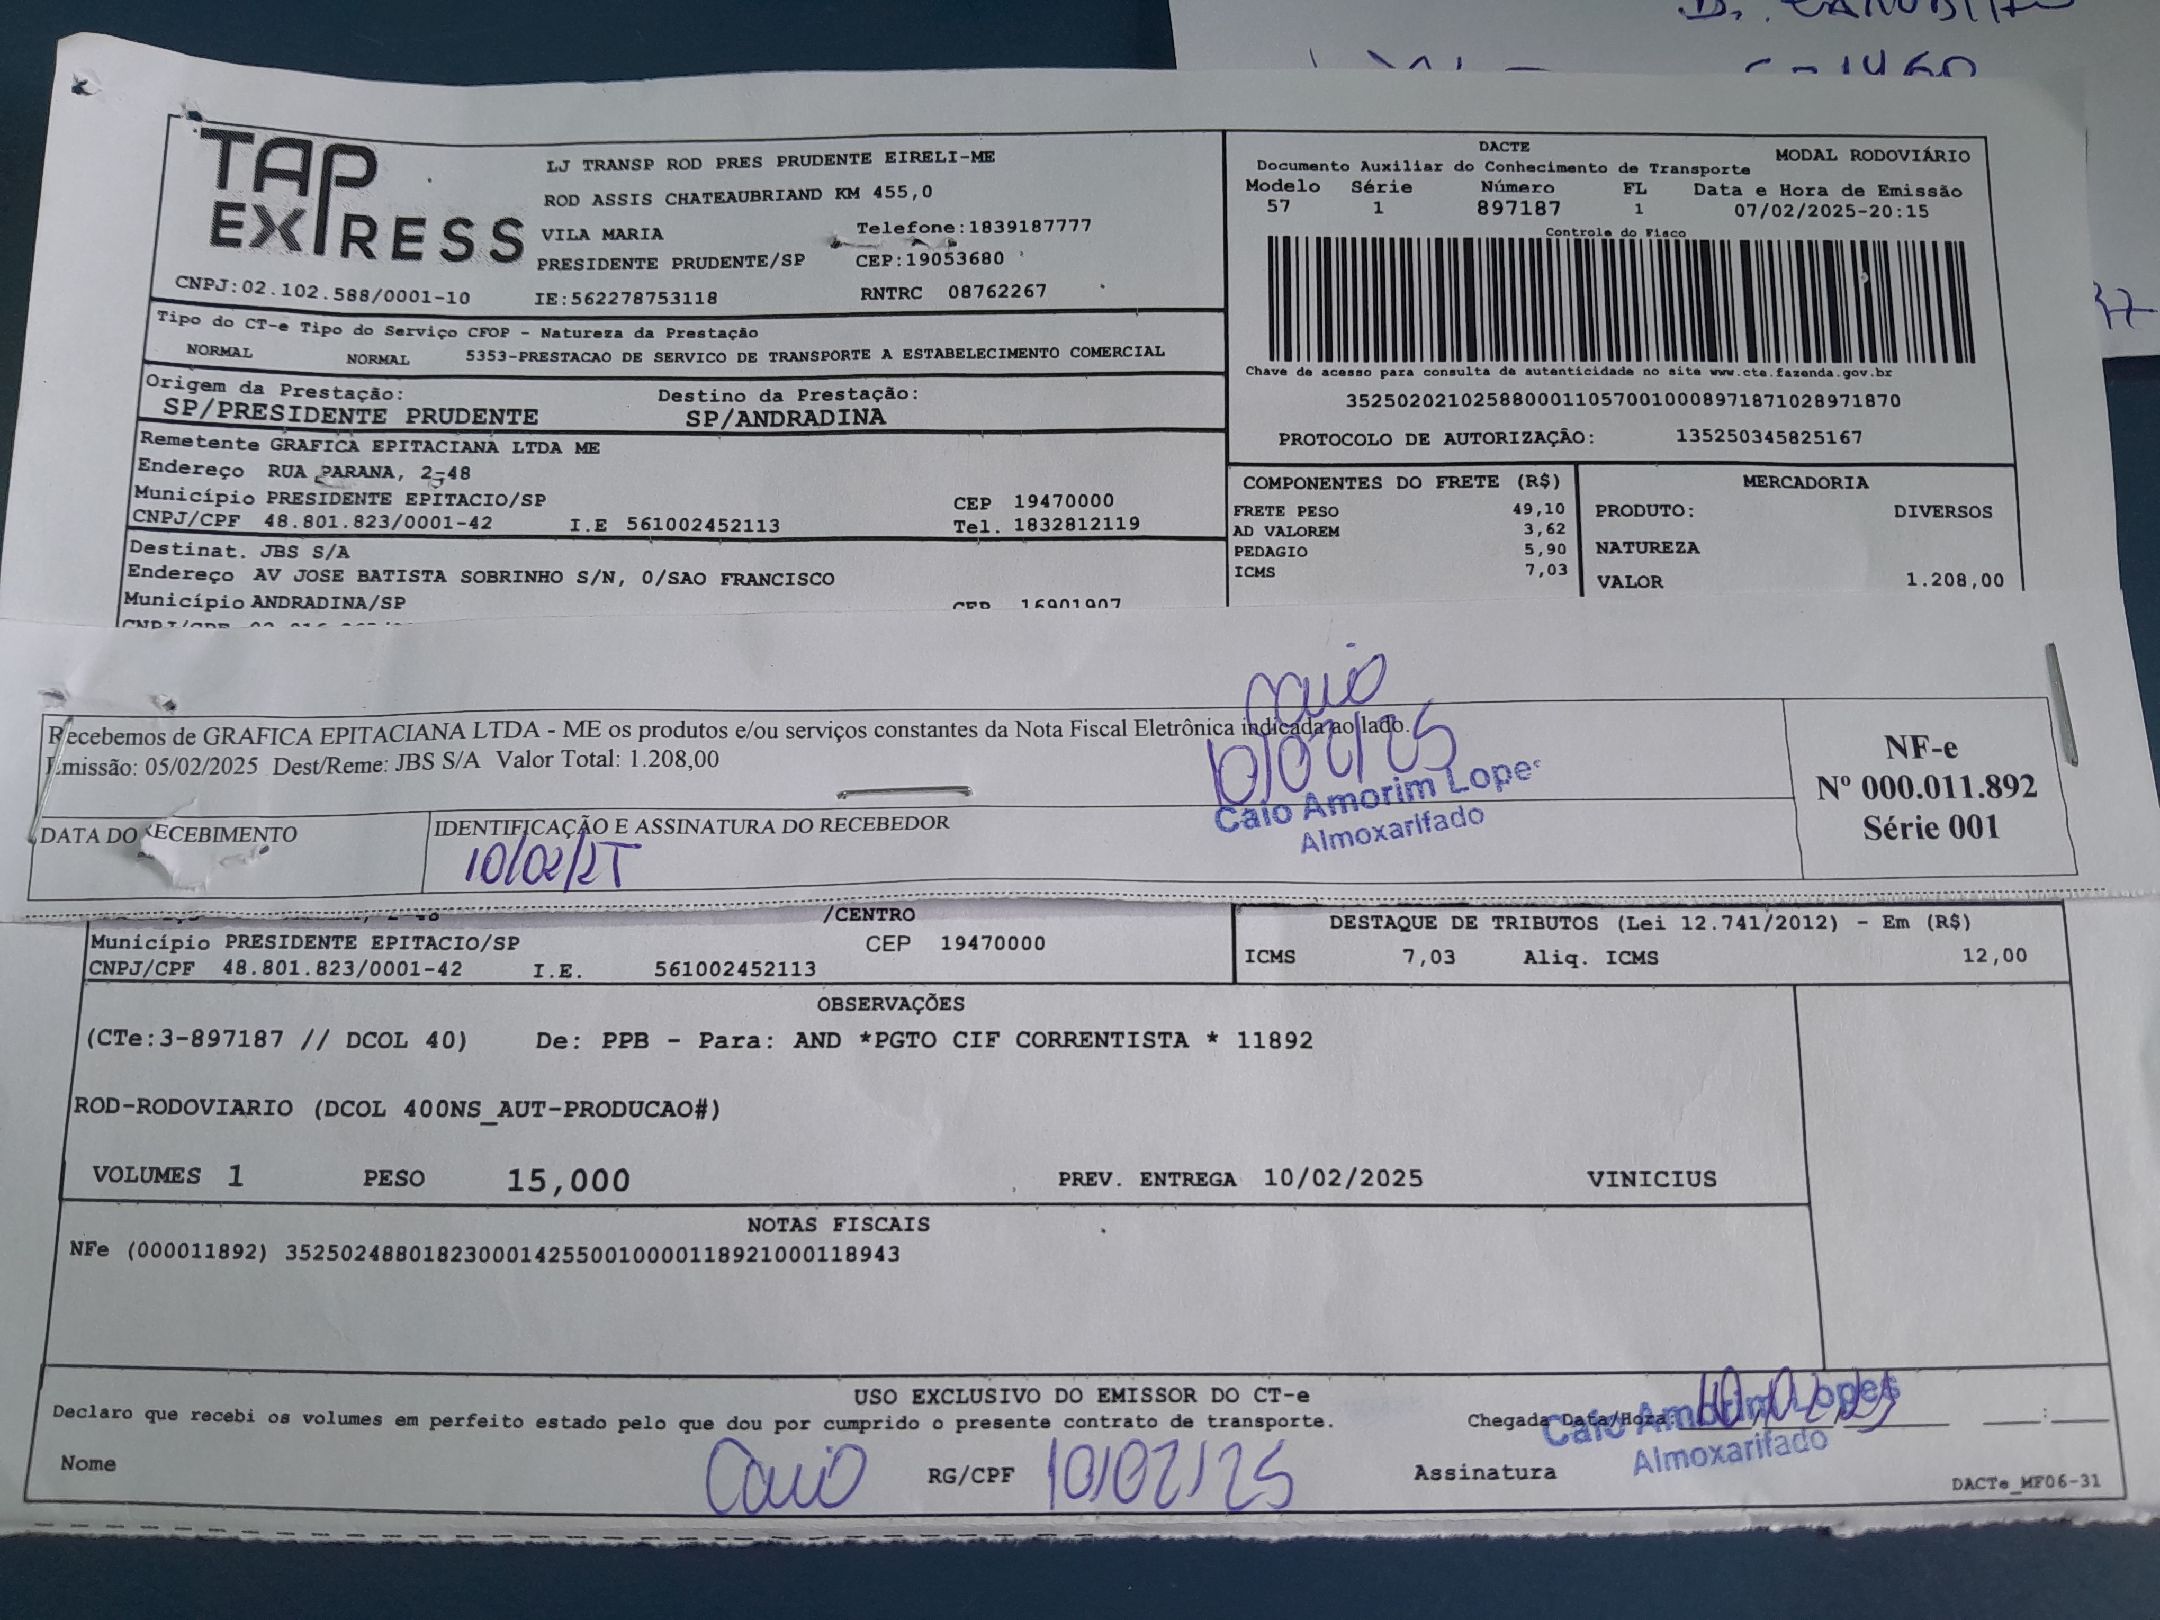 TAP
EXPRESS
LJ TRANSP ROD PRES PRUDENTE EIRELI-ME
ROD ASSIS CHATEAUBRIAND KM 455,0
VILA MARIA Telefone:1839187777
PRESIDENTE PRUDENTE/SP CEP:19053680
CNPJ:02.102.588/0001-10 IE:562278753118 RNTRC 08762267
DACTE
Documento Auxiliar do Conhecimento de Transporte MODAL RODOVIÁRIO
Modelo Série Número FL Data e Hora de Emissão
57 1 897187 1 07/02/2025-20:15
Controle do Fisco
Chave de acesso para consulta de autenticidade no site www.cte.fazenda.gov.br
35250202102588000110570010008971871028971870
PROTOCOLO DE AUTORIZAÇÃO: 135250345825167
Tipo do CT-e Tipo do Serviço CFOP - Natureza da Prestação
NORMAL NORMAL 5353-PRESTACAO DE SERVICO DE TRANSPORTE A ESTABELECIMENTO COMERCIAL
Origem da Prestação: Destino da Prestação:
SP/PRESIDENTE PRUDENTE SP/ANDRADINA
Remetente GRAFICA EPITACIANA LTDA ME
Endereço RUA PARANA, 2-48
Município PRESIDENTE EPITACIO/SP CEP 19470000
CNPJ/CPF 48.801.823/0001-42 I.E 561002452113 Tel. 1832812119
Destinat. JBS S/A
Endereço AV JOSE BATISTA SOBRINHO S/N, 0/SAO FRANCISCO
Município ANDRADINA/SP CEP 16901907
COMPONENTES DO FRETE (R$)
FRETE PESO 49,10
AD VALOREM 3,62
PEDAGIO 5,90
ICMS 7,03
MERCADORIA
PRODUTO: DIVERSOS
NATUREZA
VALOR 1.208,00
Caio
10/02/25
Recebemos de GRAFICA EPITACIANA LTDA - ME os produtos e/ou serviços constantes da Nota Fiscal Eletrônica indicada ao lado.
Emissão: 05/02/2025 Dest/Reme: JBS S/A Valor Total: 1.208,00
Caio Amorim Lopes
Almoxarifado
NF-e
Nº 000.011.892
Série 001
DATA DO RECEBIMENTO IDENTIFICAÇÃO E ASSINATURA DO RECEBEDOR
10/02/25
/CENTRO
Município PRESIDENTE EPITACIO/SP CEP 19470000
CNPJ/CPF 48.801.823/0001-42 I.E. 561002452113
DESTAQUE DE TRIBUTOS (Lei 12.741/2012) - Em (R$)
ICMS 7,03 Aliq. ICMS 12,00
OBSERVAÇÕES
(CTe:3-897187 // DCOL 40) De: PPB - Para: AND *PGTO CIF CORRENTISTA * 11892
ROD-RODOVIARIO (DCOL 400NS_AUT-PRODUCAO#)
VOLUMES 1 PESO 15,000 PREV. ENTREGA 10/02/2025 VINICIUS
NOTAS FISCAIS
NFe (000011892) 35250248801823000142550010000118921000118943
USO EXCLUSIVO DO EMISSOR DO CT-e
Declaro que recebi os volumes em perfeito estado pelo que dou por cumprido o presente contrato de transporte.
Chegada Data/Hora
Caio Amorim Lopes
Almoxarifado
Nome Caio RG/CPF 10/02/25 Assinatura
DACTe_MF06-31